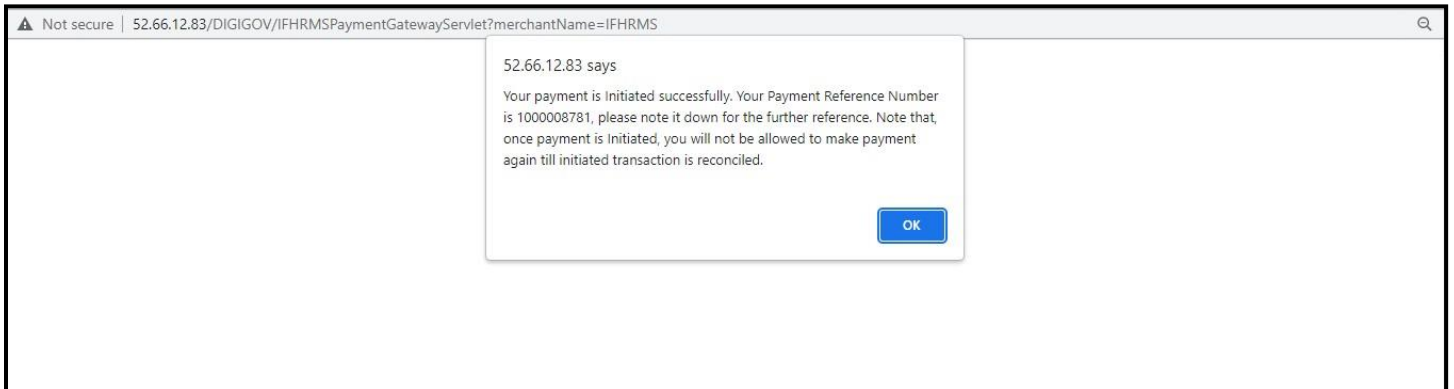 Not secure | 52.66.12.83/DIGIGOV/IFHRMSPaymentGatewayServlet?merchantName=IFHRMS
52.66.12.83 says
Your payment is Initiated successfully. Your Payment Reference Number
is 1000008781, please note it down for the further reference. Note that,
once payment is Initiated, you will not be allowed to make payment
again till initiated transaction is reconciled.
OK